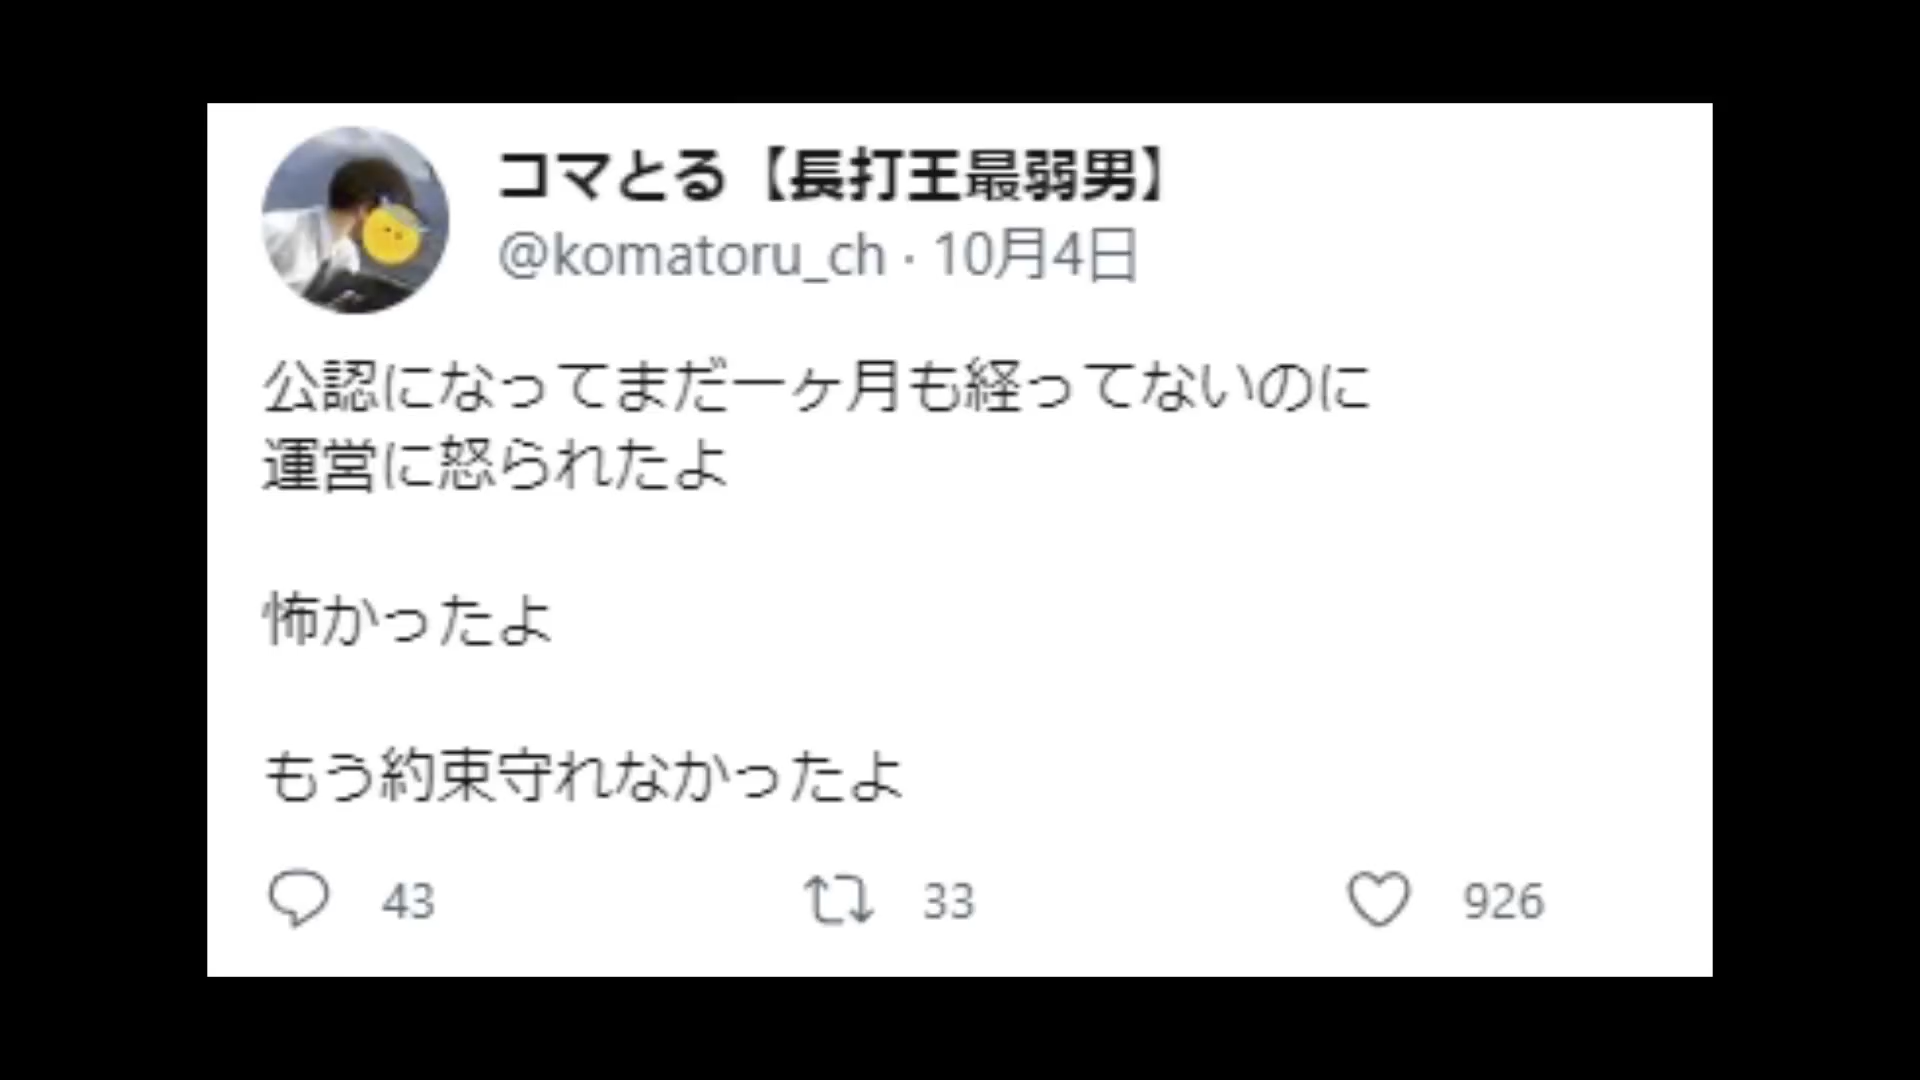 コマとる【長打王最弱男】
@komatoru_ch · 10月4日
公認になってまだ一ヶ月も経ってないのに
運営に怒られたよ
怖かったよ
もう約束守れなかったよ
43 33 926